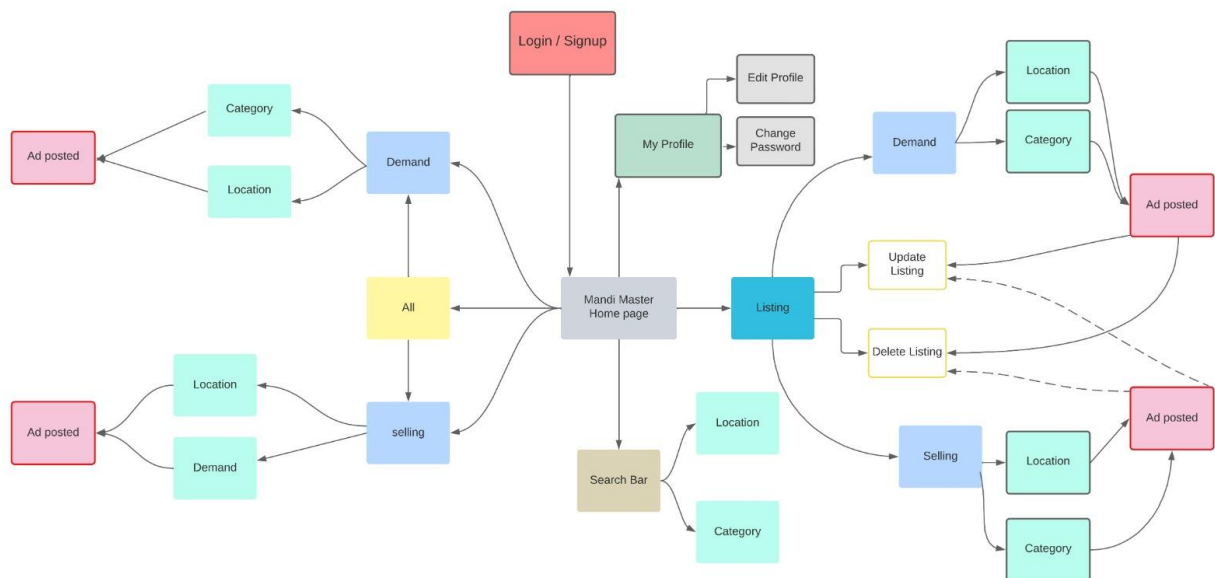 Login / Signup
Edit Profile
Change
Password
My Profile
Location
Category
Demand
Ad posted
Category
Location
Demand
Ad posted
All
Mandi Master
Home page
Listing
Update
Listing
Delete Listing
Location
Demand
Ad posted
selling
Search Bar
Location
Category
Selling
Location
Category
Ad posted